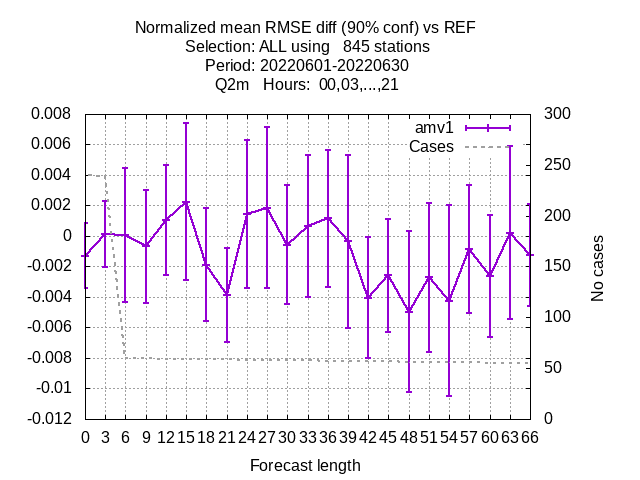 Normalized mean RMSE diff (90% conf) vs REF
Selection: ALL using   845 stations
Period: 20220601-20220630
Q2m   Hours:  00,03,...,21
0.008
0.006
0.004
0.002
0
-0.002
-0.004
-0.006
-0.008
-0.01
-0.012
300
250
200
150
100
50
0
amv1
Cases
No cases
0 3 6 9 12 15 18 21 24 27 30 33 36 39 42 45 48 51 54 57 60 63 66
Forecast length